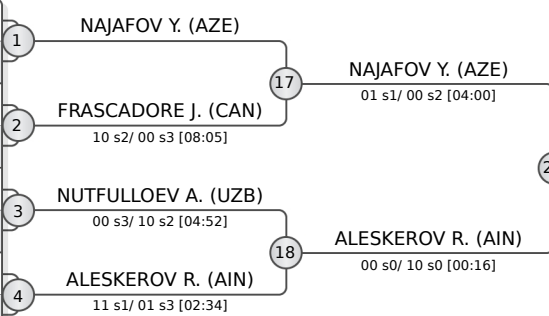 NAJAFOV Y. (AZE)
1
17
NAJAFOV Y. (AZE)
01 s1/ 00 s2 [04:00]
FRASCADORE J. (CAN)
2
10 s2/ 00 s3 [08:05]
NUTFULLOEV A. (UZB)
3
00 s3/ 10 s2 [04:52]
18
ALESKEROV R. (AIN)
00 s0/ 10 s0 [00:16]
ALESKEROV R. (AIN)
4
11 s1/ 01 s3 [02:34]